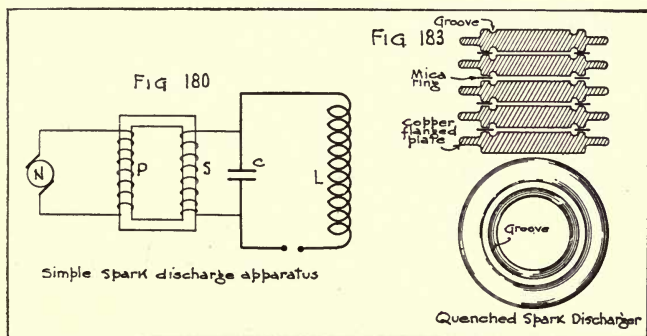 FIG 180
N
P
S
C
L
Simple spark discharge apparatus
FIG 183
Groove
Mica
ring
Copper
flanged
plate
Groove
Quenched Spark Discharger